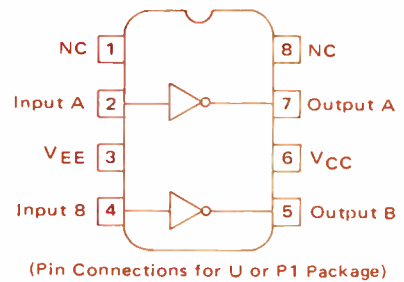 NC 1 8 NC
Input A 2 7 Output A
VEE 3 6 VCC
Input 8 4 5 Output B
(Pin Connections for U or P1 Package)